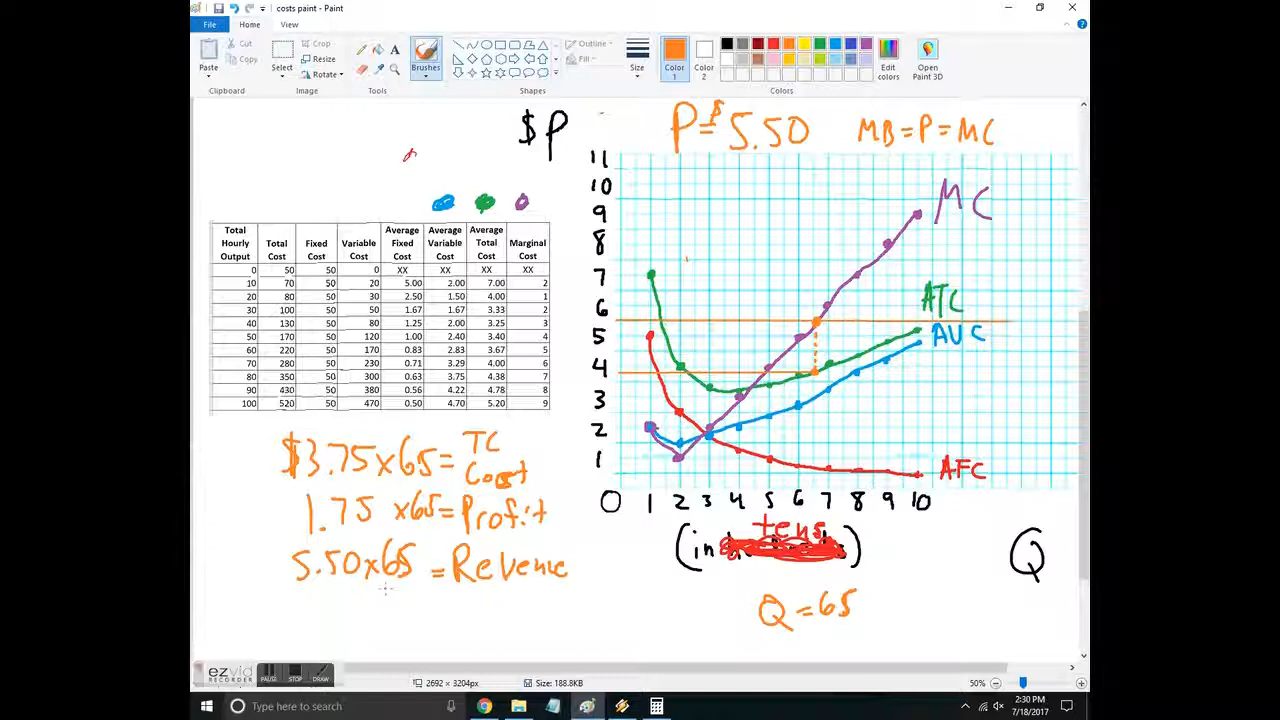 costs paint - Paint
File Home View
Paste Cut Copy Clipboard
Select Crop Resize Rotate Image
Tools
Brushes
Outline Fill Shapes
Size
Color 1 Color 2 Colors
Edit colors
Open Paint 3D
$P P=$5.50 MB=P=MC
Total Hourly Output Total Cost Fixed Cost Variable Cost Average Fixed Cost Average Variable Cost Average Total Cost Marginal Cost
0 50 50 0 XX XX XX XX
10 70 50 20 5.00 2.00 7.00 2
20 80 50 30 2.50 1.50 4.00 1
30 100 50 50 1.67 1.67 3.33 2
40 130 50 80 1.25 2.00 3.25 3
50 170 50 120 1.00 2.40 3.40 4
60 220 50 170 0.83 2.83 3.67 5
70 280 50 230 0.71 3.29 4.00 6
80 350 50 300 0.63 3.75 4.38 7
90 430 50 380 0.56 4.22 4.78 8
100 520 50 470 0.50 4.70 5.20 9
11
10
9
8
7
6
5
4
3
2
1
MC
ATC
AVC
AFC
0 1 2 3 4 5 6 7 8 9 10
$3.75x65= TC Cost
1.75 x65= Profit
5.50x65 = Revenue
(in tens)
Q
Q=65
ezvid
RECORDER
PAUSE STOP DRAW
2692 × 3204px Size: 188.8KB 50%
Type here to search
2:30 PM
7/18/2017